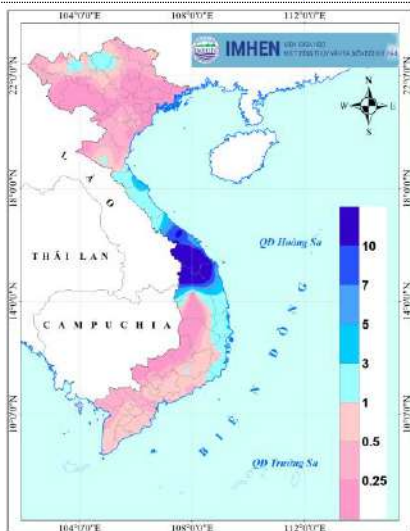 104°0'0"E 108°0'0"E 112°0'0"E
IMHEN
22°0'0"N
N
W E
S
22°0'0"N
L À O
18°0'0"N
18°0'0"N
QĐ Hoàng Sa
THÁI LAN
10
7
14°0'0"N
14°0'0"N
CAMPUCHIA
5
3
BIỂN ĐÔNG
1
10°0'0"N
10°0'0"N
0.5
QĐ Trường Sa
0.25
104°0'0"E 108°0'0"E 112°0'0"E